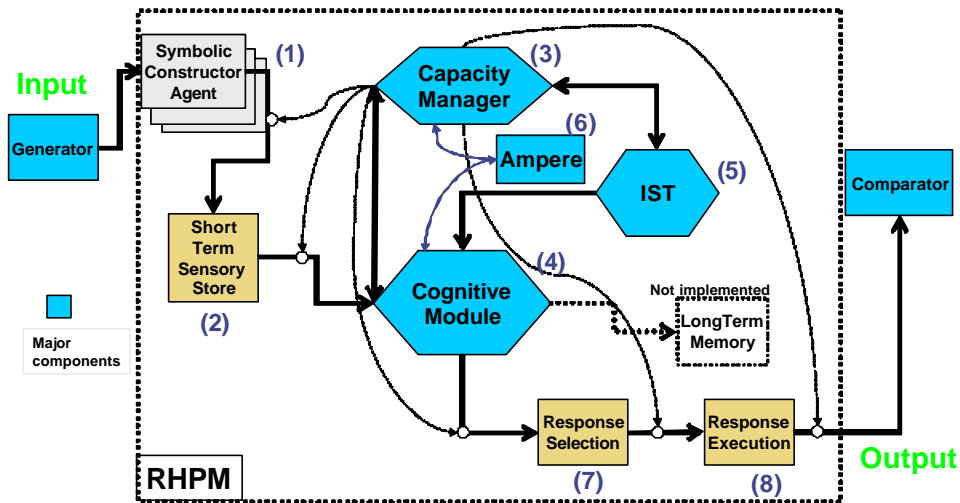 Symbolic
Constructor
Agent
(1)
Capacity
Manager
(3)
Input
Generator
(6)
Ampere
IST
(5)
Comparator
Short
Term
Sensory
Store
(2)
(4)
Cognitive
Module
Not implemented
LongTerm
Memory
Major
components
Response
Selection
(7)
Response
Execution
(8)
Output
RHPM